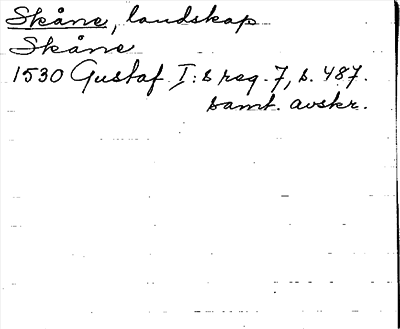 Skåne, landskap
Skåne
1530 Gustaf I:s reg. 7, s. 487.
samt. avskr.